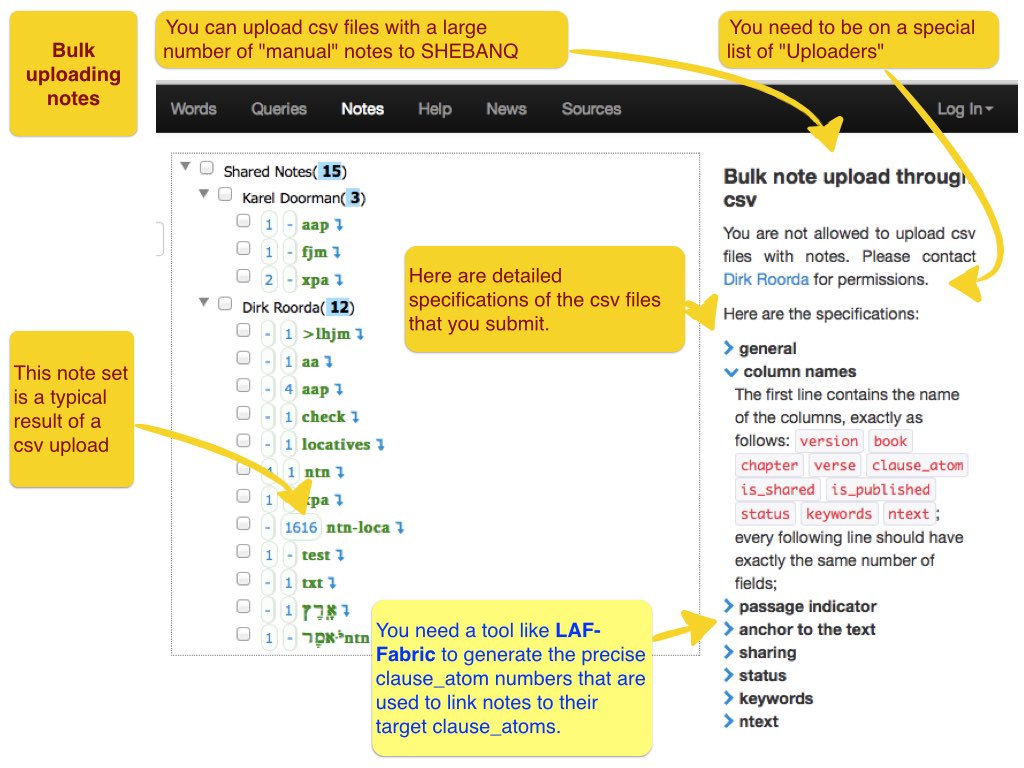 Bulk
uploading
notes
You can upload csv files with a large
number of "manual" notes to SHEBANQ
You need to be on a special
list of "Uploaders"
Words Queries Notes Help News Sources Log In
Shared Notes(15)
Karel Doorman(3)
1 - aap
1 - fjm
2 - xpa
Dirk Roorda(12)
- 1 >lhjm
- 1 aa
- 4 aap
- 1 check
- 1 locatives
1 ntn
1 xpa
- 1616 ntn-loca
1 - test
- 1 txt
- 1 אֶרֶץ
1 - ntn
This note set
is a typical
result of a
csv upload
Here are detailed
specifications of the csv files
that you submit.
You need a tool like LAF-
Fabric to generate the precise
clause_atom numbers that are
used to link notes to their
target clause_atoms.
Bulk note upload through
csv
You are not allowed to upload csv
files with notes. Please contact
Dirk Roorda for permissions.
Here are the specifications:
general
column names
The first line contains the name
of the columns, exactly as
follows: version book
chapter verse clause_atom
is_shared is_published
status keywords ntext ;
every following line should have
exactly the same number of
fields;
passage indicator
anchor to the text
sharing
status
keywords
ntext